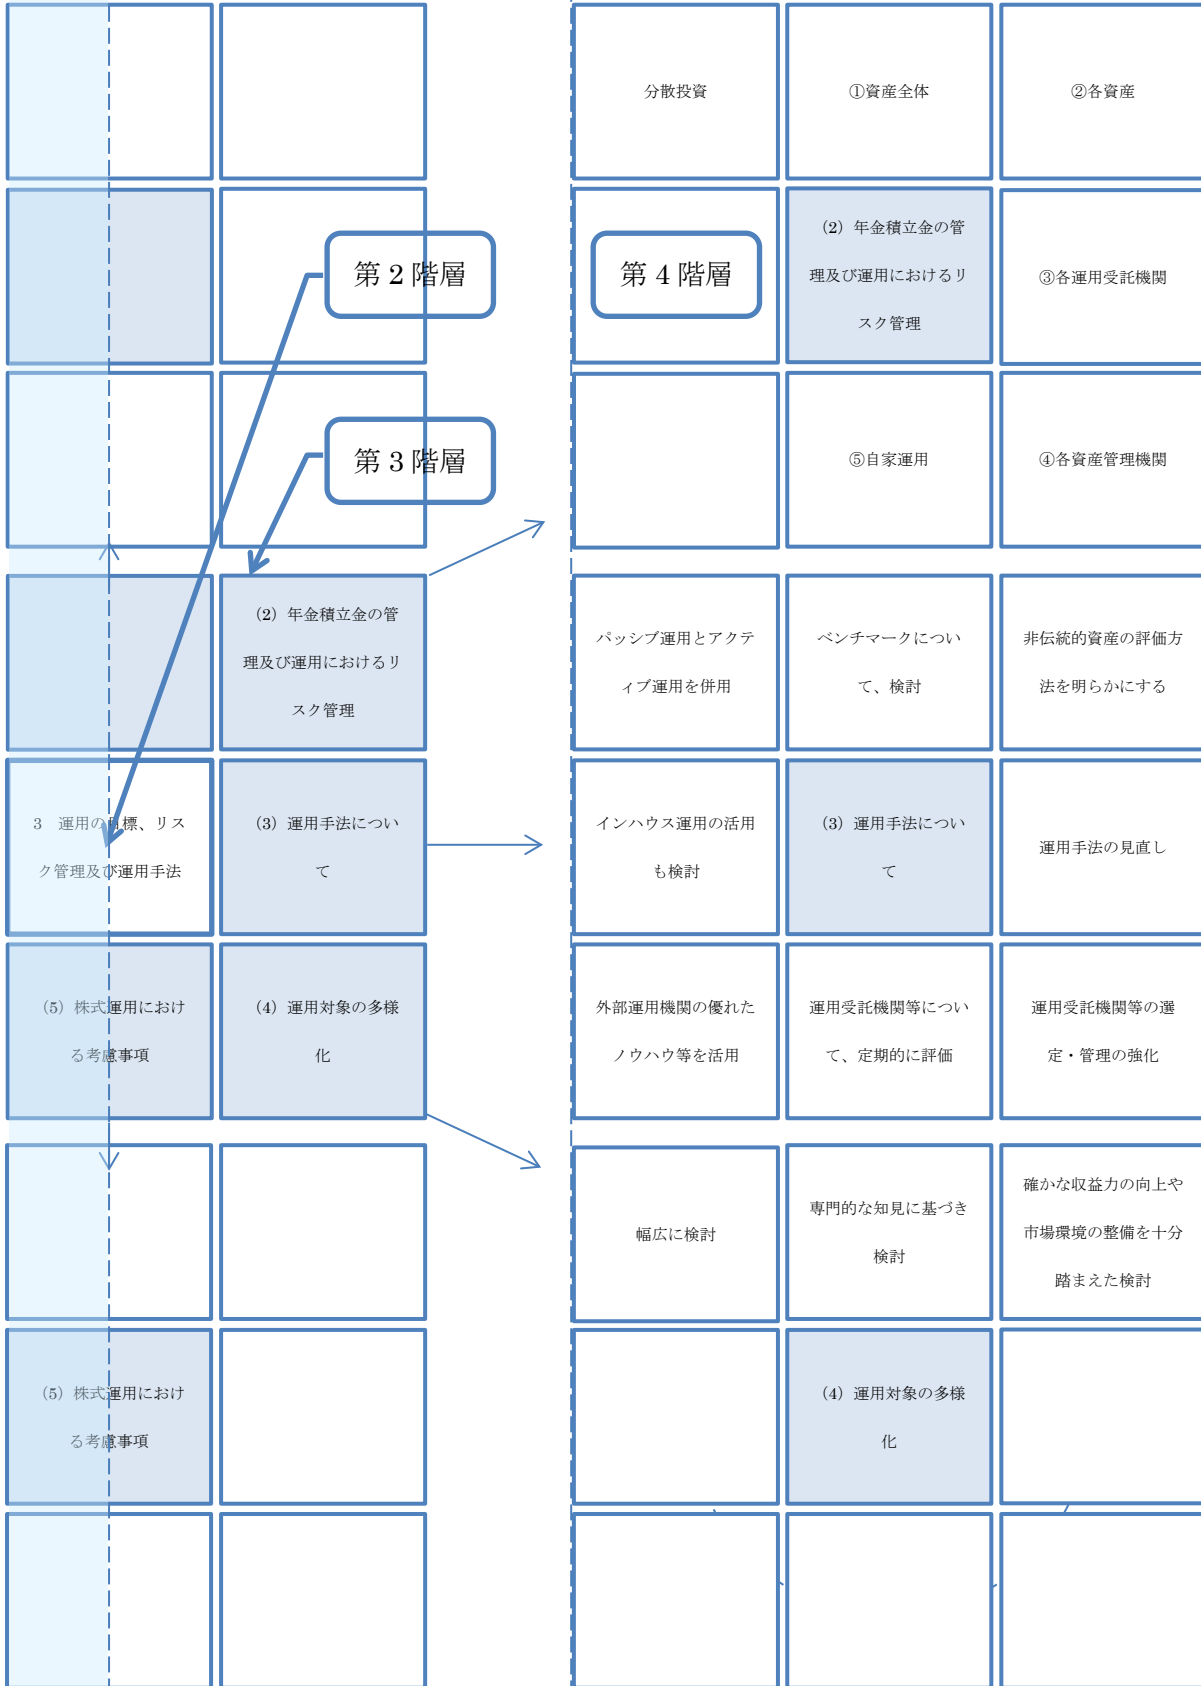 分散投資
①資産全体
②各資産
第 2 階層
第 4 階層
（2）年金積立金の管
理及び運用におけるリ
スク管理
③各運用受託機関
第 3 階層
⑤自家運用
④各資産管理機関
（2）年金積立金の管
理及び運用におけるリ
スク管理
パッシブ運用とアクテ
ィブ運用を併用
ベンチマークについ
て、検討
非伝統的資産の評価方
法を明らかにする
3　運用の目標、リス
ク管理及び運用手法
（3）運用手法につい
て
インハウス運用の活用
も検討
（3）運用手法につい
て
運用手法の見直し
（5）株式運用におけ
る考慮事項
（4）運用対象の多様
化
外部運用機関の優れた
ノウハウ等を活用
運用受託機関等につい
て、定期的に評価
運用受託機関等の選
定・管理の強化
幅広に検討
専門的な知見に基づき
検討
確かな収益力の向上や
市場環境の整備を十分
踏まえた検討
（5）株式運用におけ
る考慮事項
（4）運用対象の多様
化